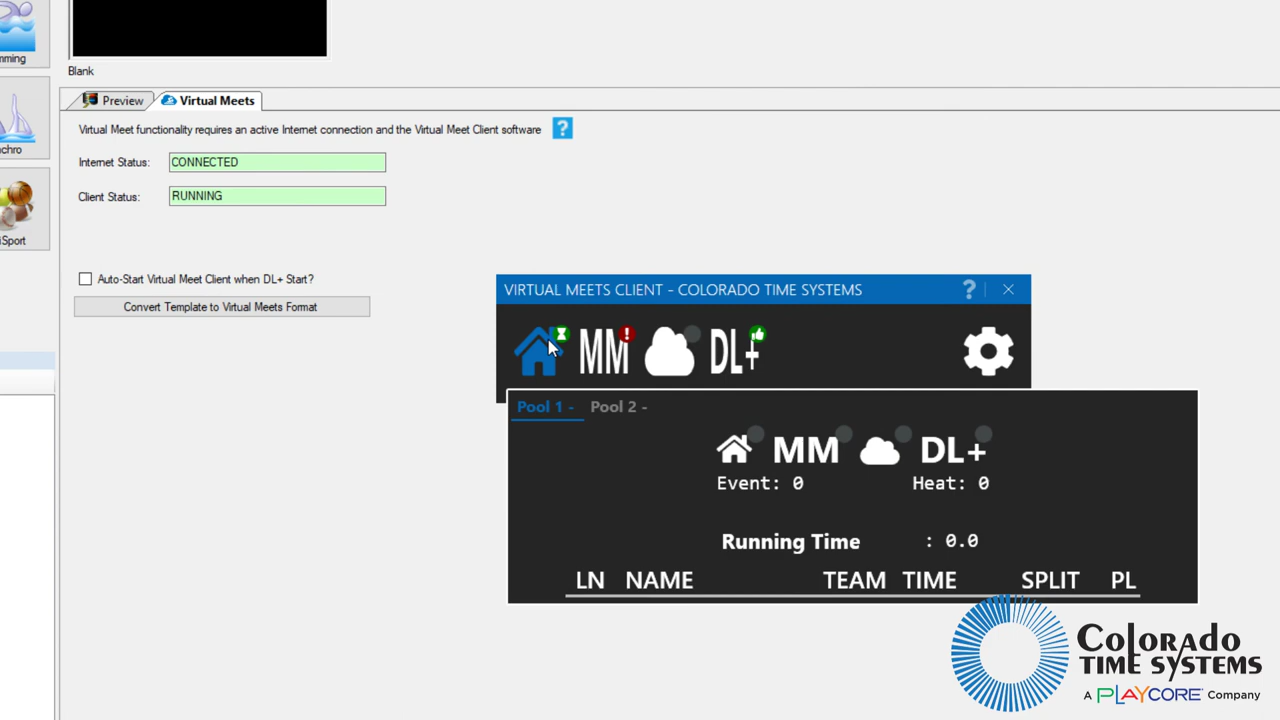 mming
Blank
Preview
Virtual Meets
Virtual Meet functionality requires an active Internet connection and the Virtual Meet Client software ?
Internet Status: CONNECTED
chro
Client Status: RUNNING
iSport
Auto-Start Virtual Meet Client when DL+ Start?
Convert Template to Virtual Meets Format
VIRTUAL MEETS CLIENT - COLORADO TIME SYSTEMS ?
MM ! DL+
Pool 1 - Pool 2 -
MM DL+
Event: 0 Heat: 0
Running Time : 0.0
LN NAME TEAM TIME SPLIT PL
COLORADO
TIME SYSTEMS
A PLAYCORE Company